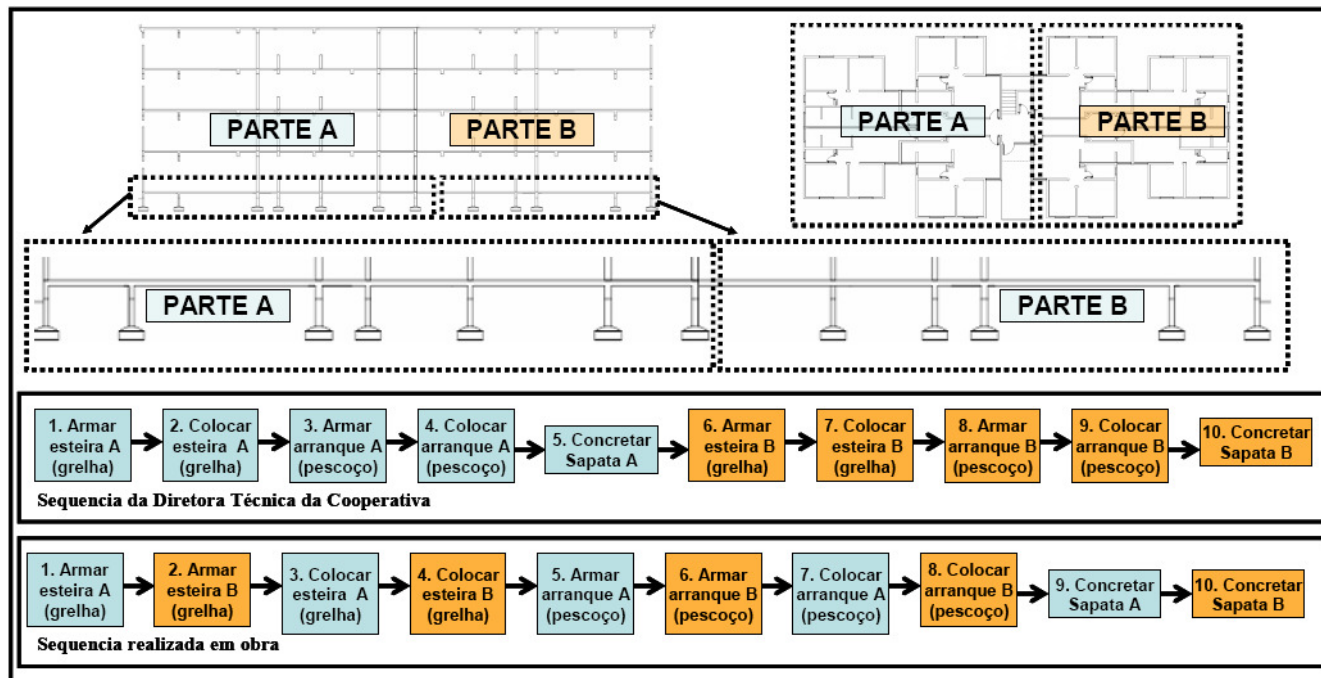 PARTE A
PARTE B
PARTE A
PARTE B
PARTE A
PARTE B
1. Armar
esteira A
(grelha)
2. Colocar
esteira A
(grelha)
3. Armar
arranque A
(pescoço)
4. Colocar
arranque A
(pescoço)
5. Concretar
Sapata A
6. Armar
esteira B
(grelha)
7. Colocar
esteira B
(grelha)
8. Armar
arranque B
(pescoço)
9. Colocar
arranque B
(pescoço)
10. Concretar
Sapata B
Sequencia da Diretora Técnica da Cooperativa
1. Armar
esteira A
(grelha)
2. Armar
esteira B
(grelha)
3. Colocar
esteira A
(grelha)
4. Colocar
esteira B
(grelha)
5. Armar
arranque A
(pescoço)
6. Armar
arranque B
(pescoço)
7. Colocar
arranque A
(pescoço)
8. Colocar
arranque B
(pescoço)
9. Concretar
Sapata A
10. Concretar
Sapata B
Sequencia realizada em obra